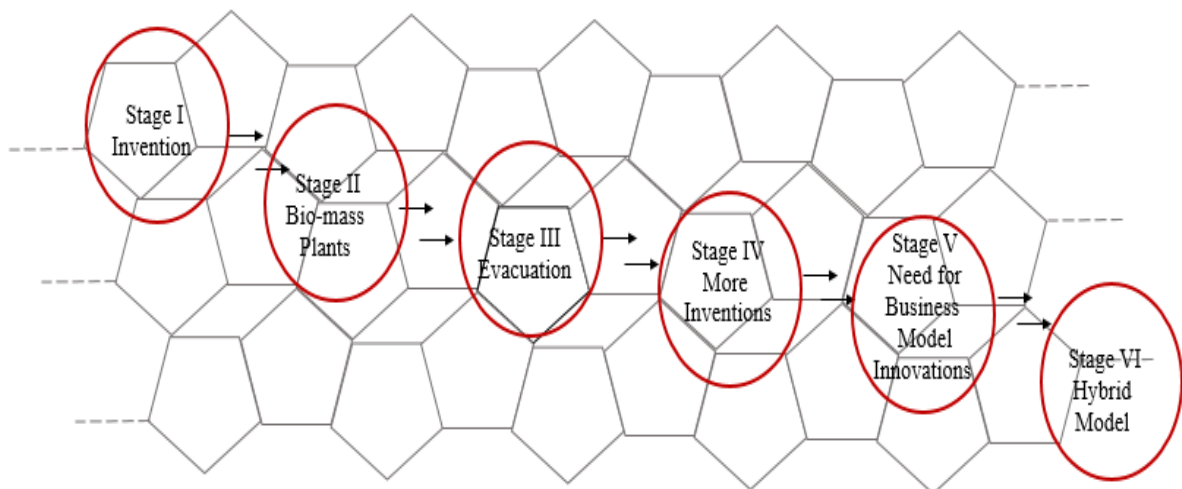 Stage I
Invention
Stage II
Bio-mass
Plants
Stage III
Evacuation
Stage IV
More
Inventions
Stage V
Need for
Business
Model
Innovations
Stage VI
Hybrid
Model